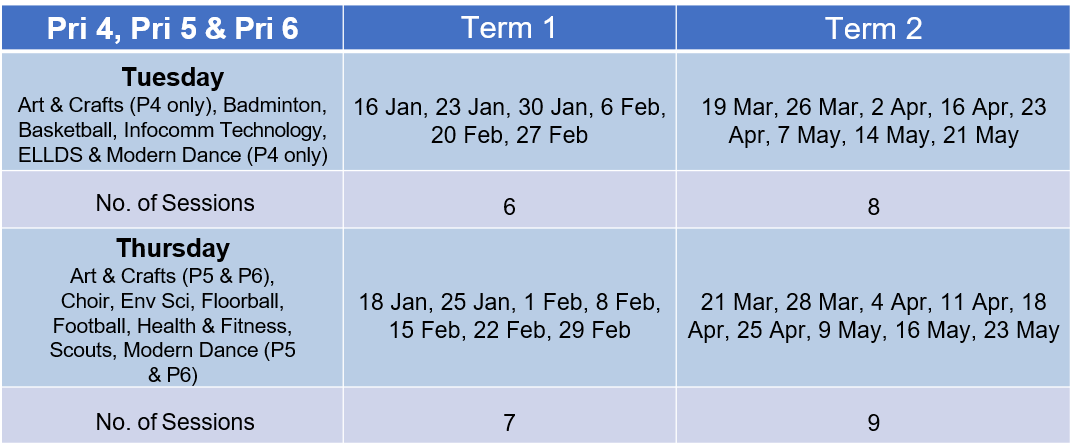 Pri 4, Pri 5 & Pri 6
Term 1
Term 2
Tuesday
Art & Crafts (P4 only), Badminton,
Basketball, Infocomm Technology,
ELLDS & Modern Dance (P4 only)
16 Jan, 23 Jan, 30 Jan, 6 Feb,
20 Feb, 27 Feb
19 Mar, 26 Mar, 2 Apr, 16 Apr, 23
Apr, 7 May, 14 May, 21 May
No. of Sessions
6
8
Thursday
Art & Crafts (P5 & P6),
Choir, Env Sci, Floorball,
Football, Health & Fitness,
Scouts, Modern Dance (P5
& P6)
18 Jan, 25 Jan, 1 Feb, 8 Feb,
15 Feb, 22 Feb, 29 Feb
21 Mar, 28 Mar, 4 Apr, 11 Apr, 18
Apr, 25 Apr, 9 May, 16 May, 23 May
No. of Sessions
7
9